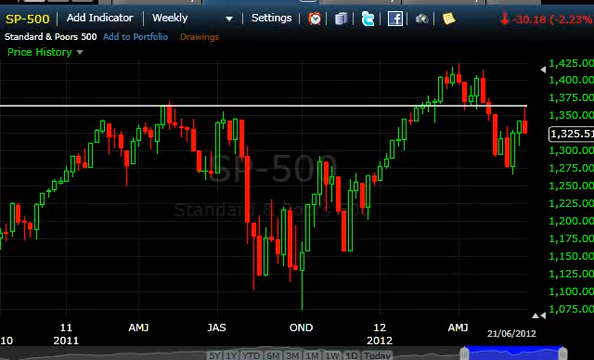 SP-500 Add Indicator Weekly Settings -30.18 (-2.23%)
Standard & Poors 500 Add to Portfolio Drawings
Price History
SP-500
Standard & Poors 500
1,425.00
1,400.00
1,375.00
1,350.00
1,325.51
1,300.00
1,275.00
1,250.00
1,225.00
1,200.00
1,175.00
1,150.00
1,125.00
1,100.00
1,075.00
10 11 AMJ JAS OND 12 AMJ
2011 2012 21/06/2012
5Y 1Y YTD 6M 3M 1M 1W 1D Today